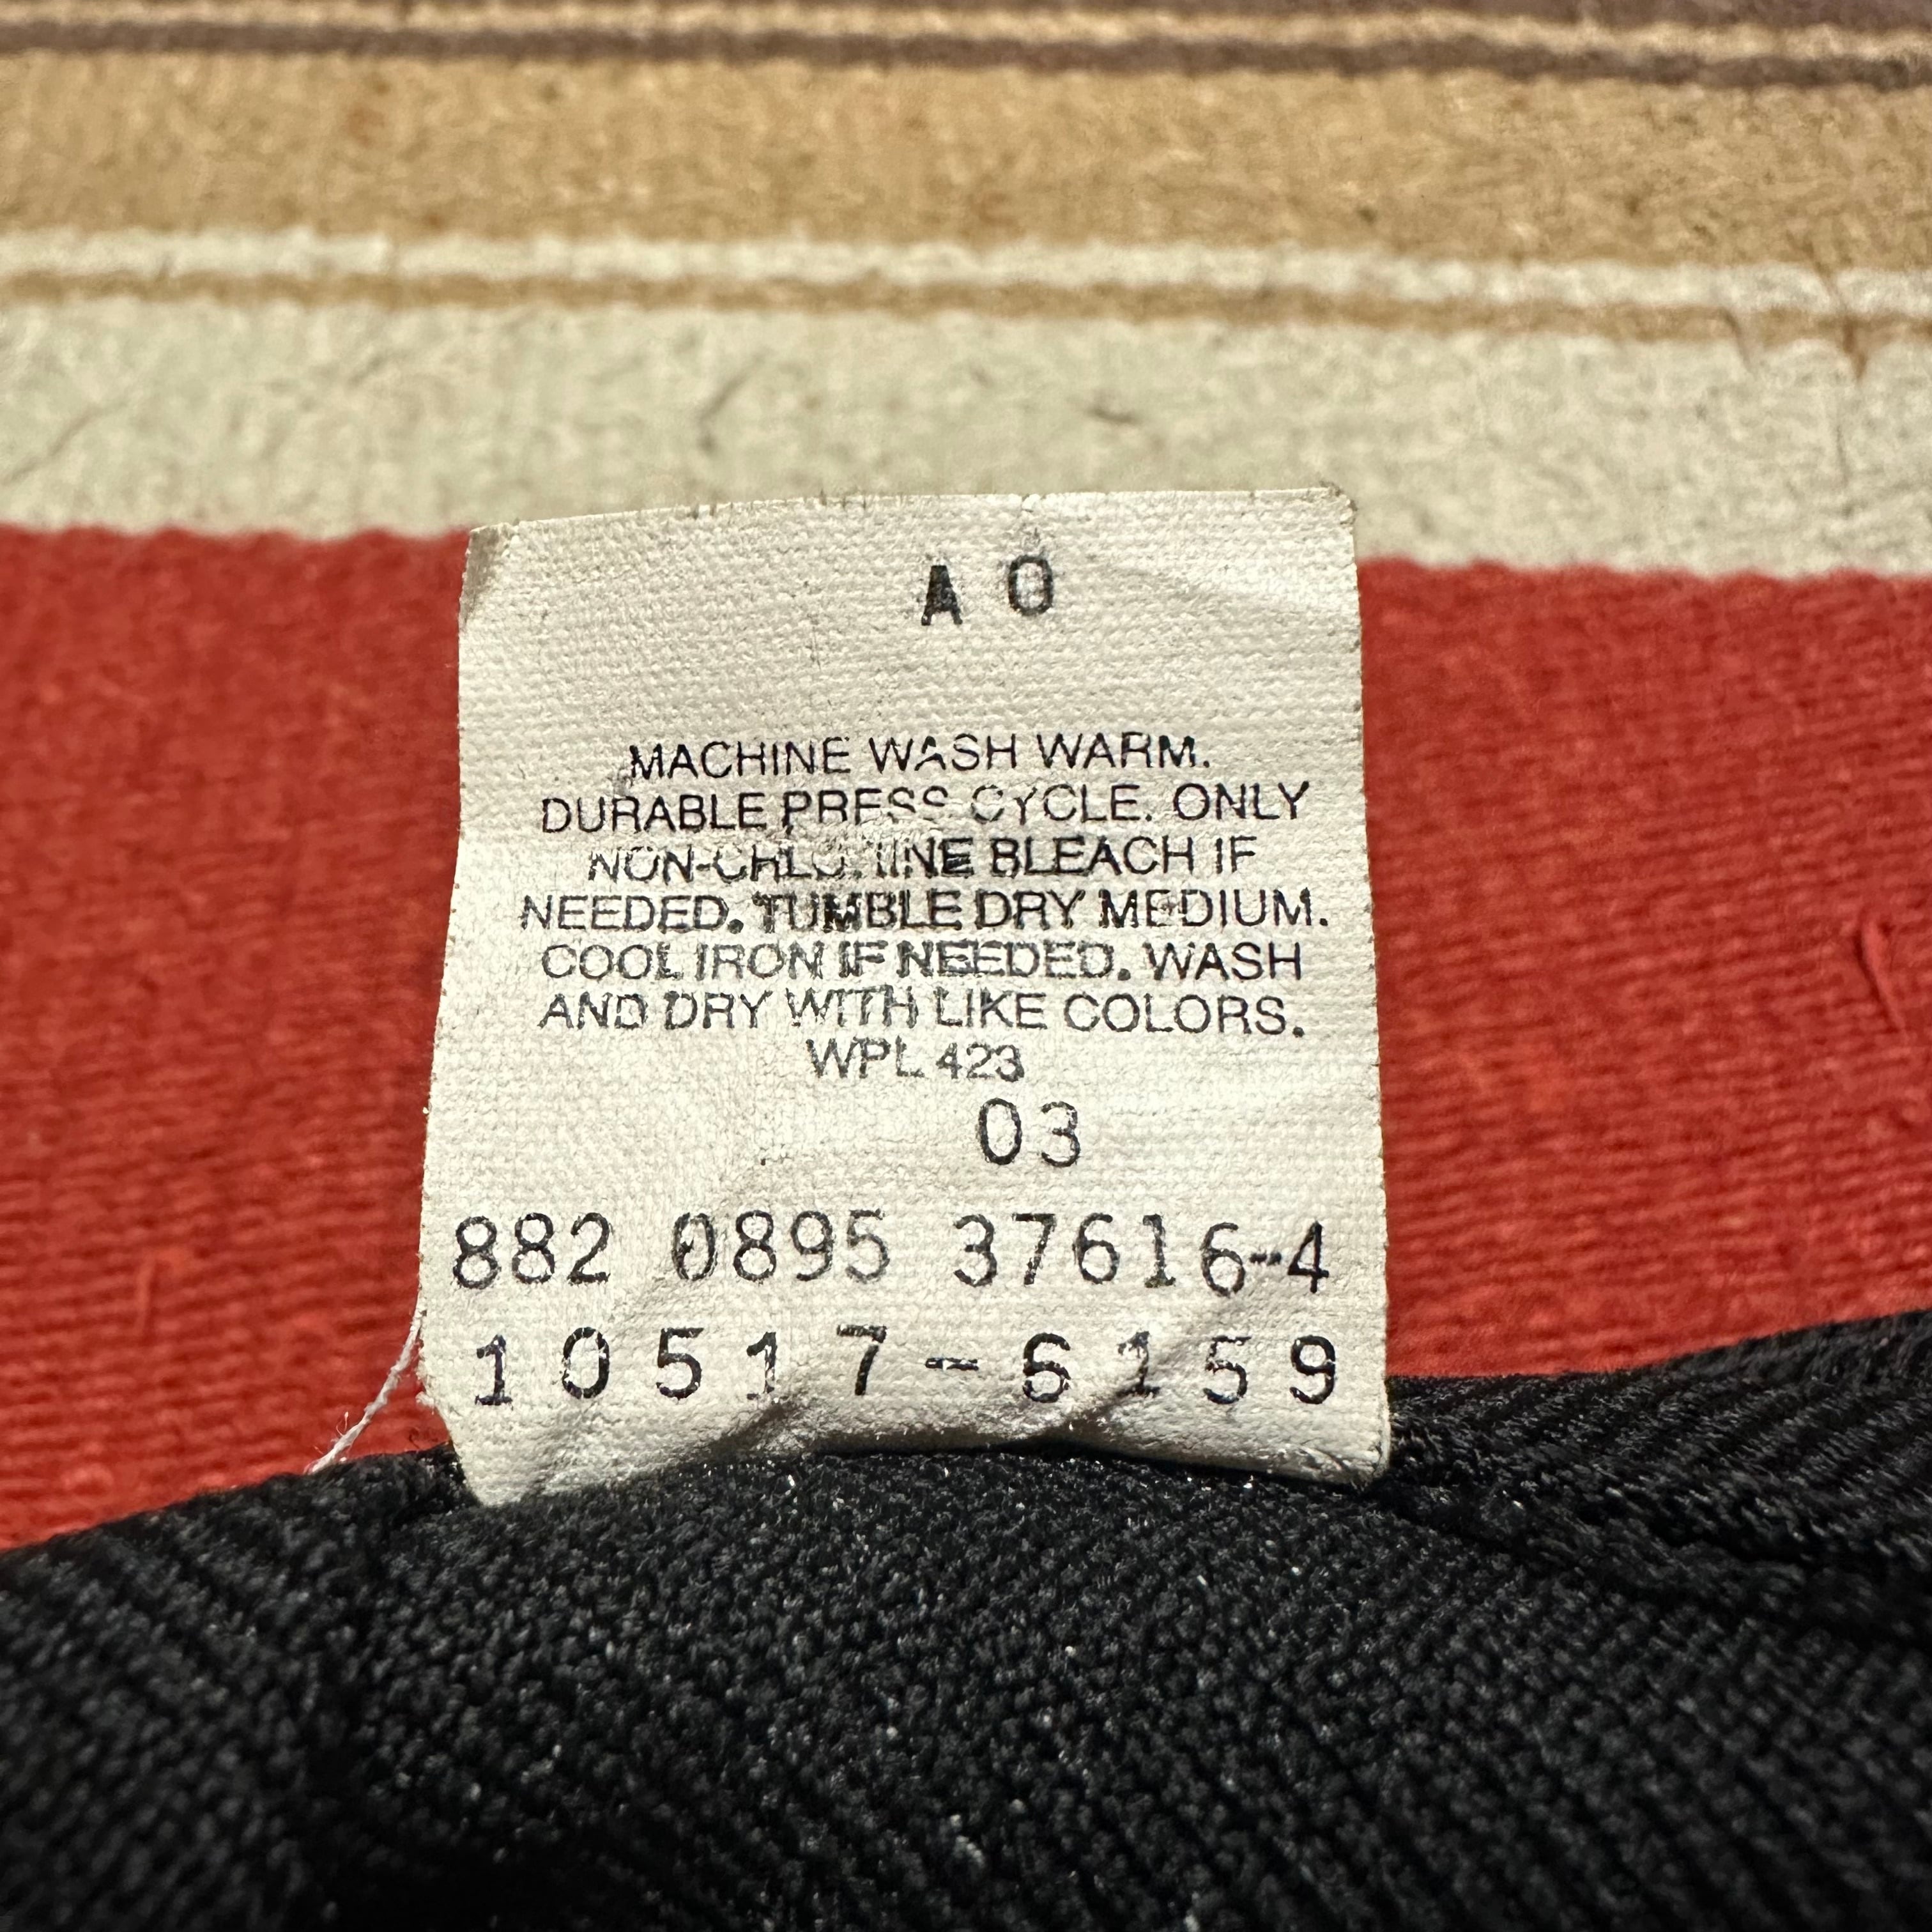 A O
MACHINE WASH WARM.
DURABLE PRESS CYCLE. ONLY
NON-CHLORINE BLEACH IF
NEEDED. TUMBLE DRY MEDIUM.
COOL IRON IF NEEDED. WASH
AND DRY WITH LIKE COLORS.
WPL 423
03
882 0895 37616-4
10517-6159